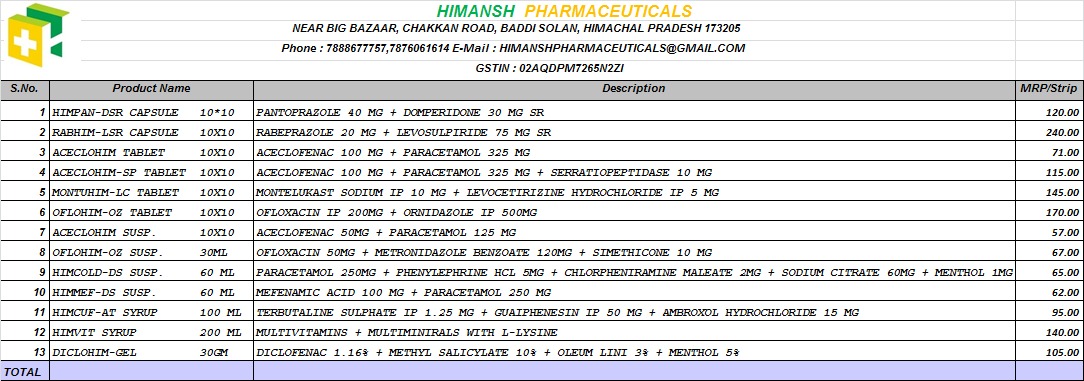 HIMANSH PHARMACEUTICALS
NEAR BIG BAZAAR, CHAKKAN ROAD, BADDI SOLAN, HIMACHAL PRADESH 173205
Phone : 7888677757,7876061614 E-Mail : HIMANSHPHARMACEUTICALS@GMAIL.COM
GSTIN : 02AQDPM7265N2ZI
S.No. Product Name Description MRP/Strip
1 HIMPAN-DSR CAPSULE 10*10 PANTOPRAZOLE 40 MG + DOMPERIDONE 30 MG SR 120.00
2 RABHIM-LSR CAPSULE 10X10 RABEPRAZOLE 20 MG + LEVOSULPIRIDE 75 MG SR 240.00
3 ACECLOHIM TABLET 10X10 ACECLOFENAC 100 MG + PARACETAMOL 325 MG 71.00
4 ACECLOHIM-SP TABLET 10X10 ACECLOFENAC 100 MG + PARACETAMOL 325 MG + SERRATIOPEPTIDASE 10 MG 115.00
5 MONTUHIM-LC TABLET 10X10 MONTELUKAST SODIUM IP 10 MG + LEVOCETIRIZINE HYDROCHLORIDE IP 5 MG 145.00
6 OFLOHIM-OZ TABLET 10X10 OFLOXACIN IP 200MG + ORNIDAZOLE IP 500MG 170.00
7 ACECLOHIM SUSP. 10X10 ACECLOFENAC 50MG + PARACETAMOL 125 MG 57.00
8 OFLOHIM-OZ SUSP. 30ML OFLOXACIN 50MG + METRONIDAZOLE BENZOATE 120MG + SIMETHICONE 10 MG 67.00
9 HIMCOLD-DS SUSP. 60 ML PARACETAMOL 250MG + PHENYLEPHRINE HCL 5MG + CHLORPHENIRAMINE MALEATE 2MG + SODIUM CITRATE 60MG + MENTHOL 1MG 65.00
10 HIMMEF-DS SUSP. 60 ML MEFENAMIC ACID 100 MG + PARACETAMOL 250 MG 62.00
11 HIMCUF-AT SYRUP 100 ML TERBUTALINE SULPHATE IP 1.25 MG + GUAIPHENESIN IP 50 MG + AMBROXOL HYDROCHLORIDE 15 MG 95.00
12 HIMVIT SYRUP 200 ML MULTIVITAMINS + MULTIMINIRALS WITH L-LYSINE 140.00
13 DICLOHIM-GEL 30GM DICLOFENAC 1.16% + METHYL SALICYLATE 10% + OLEUM LINI 3% + MENTHOL 5% 105.00
TOTAL